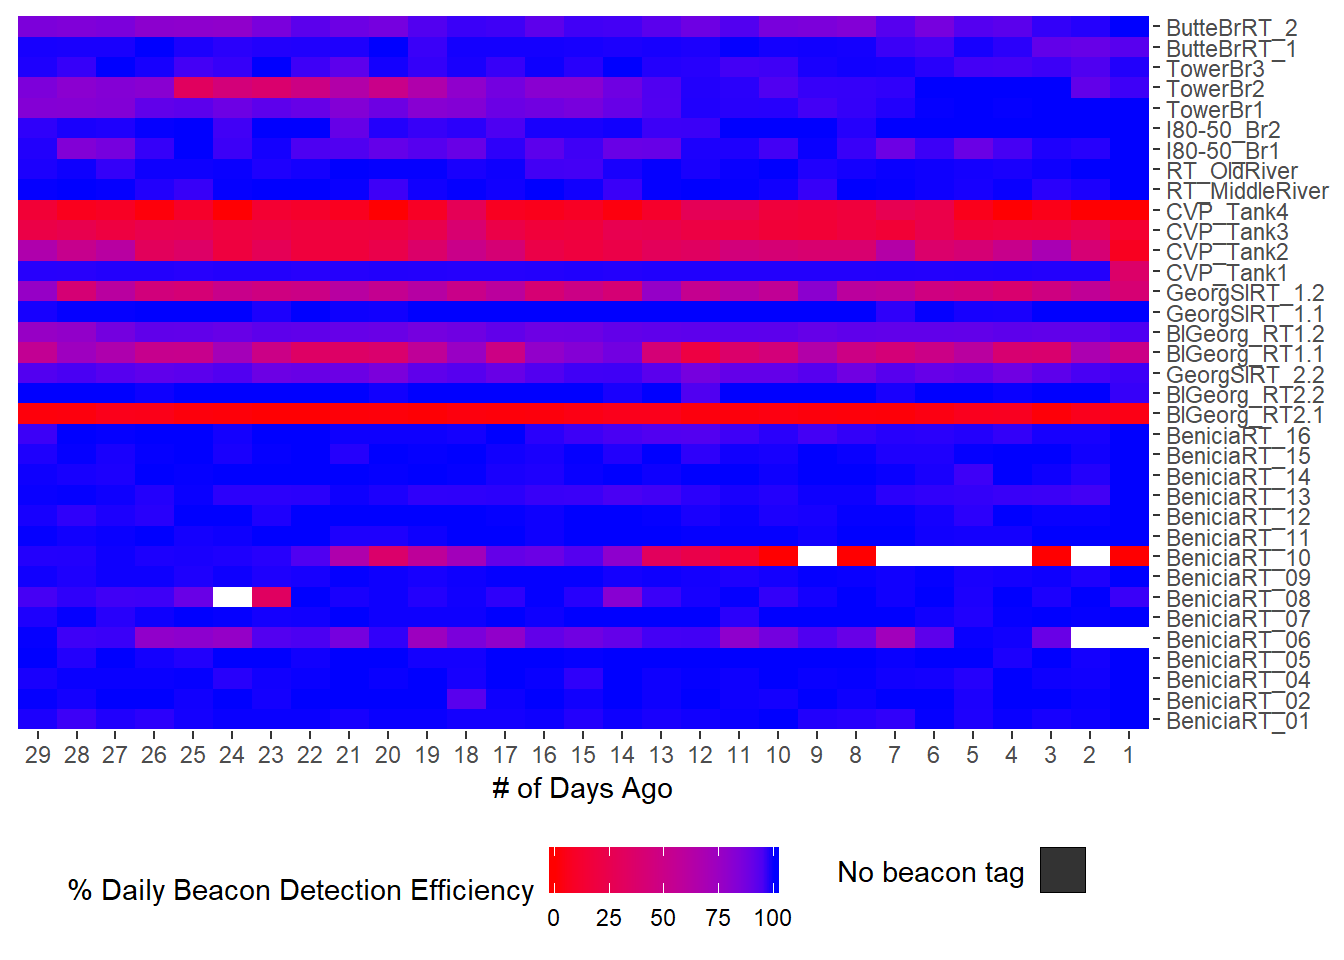 ButteBrRT_2
ButteBrRT_1
TowerBr3
TowerBr2
TowerBr1
I80-50_Br2
I80-50_Br1
RT_OldRiver
RT_MiddleRiver
CVP_Tank4
CVP_Tank3
CVP_Tank2
CVP_Tank1
GeorgSlRT_1.2
GeorgSlRT_1.1
BlGeorg_RT1.2
BlGeorg_RT1.1
GeorgSlRT_2.2
BlGeorg_RT2.2
BlGeorg_RT2.1
BeniciaRT_16
BeniciaRT_15
BeniciaRT_14
BeniciaRT_13
BeniciaRT_12
BeniciaRT_11
BeniciaRT_10
BeniciaRT_09
BeniciaRT_08
BeniciaRT_07
BeniciaRT_06
BeniciaRT_05
BeniciaRT_04
BeniciaRT_02
BeniciaRT_01
29 28 27 26 25 24 23 22 21 20 19 18 17 16 15 14 13 12 11 10 9 8 7 6 5 4 3 2 1
# of Days Ago
% Daily Beacon Detection Efficiency
0 25 50 75 100
No beacon tag